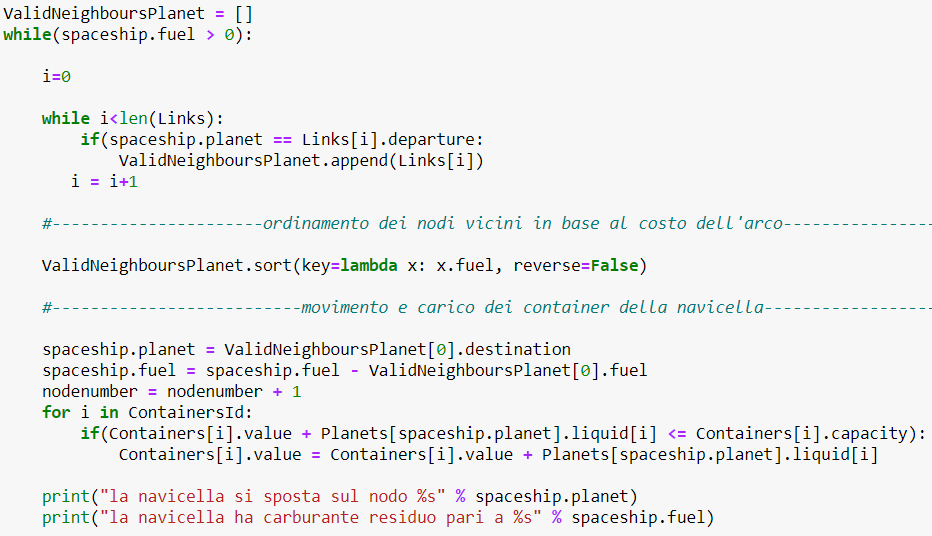 ValidNeighboursPlanet = []
while(spaceship.fuel > 0):
i=0
while i<len(Links):
if(spaceship.planet == Links[i].departure:
ValidNeighboursPlanet.append(Links[i])
i = i+1
#----------------------ordinamento dei nodi vicini in base al costo dell'arco----------------
ValidNeighboursPlanet.sort(key=lambda x: x.fuel, reverse=False)
#--------------------------movimento e carico dei container della navicella------------------
spaceship.planet = ValidNeighboursPlanet[0].destination
spaceship.fuel = spaceship.fuel - ValidNeighboursPlanet[0].fuel
nodenumber = nodenumber + 1
for i in ContainersId:
if(Containers[i].value + Planets[spaceship.planet].liquid[i] <= Containers[i].capacity):
Containers[i].value = Containers[i].value + Planets[spaceship.planet].liquid[i]
print("la navicella si sposta sul nodo %s" % spaceship.planet)
print("la navicella ha carburante residuo pari a %s" % spaceship.fuel)